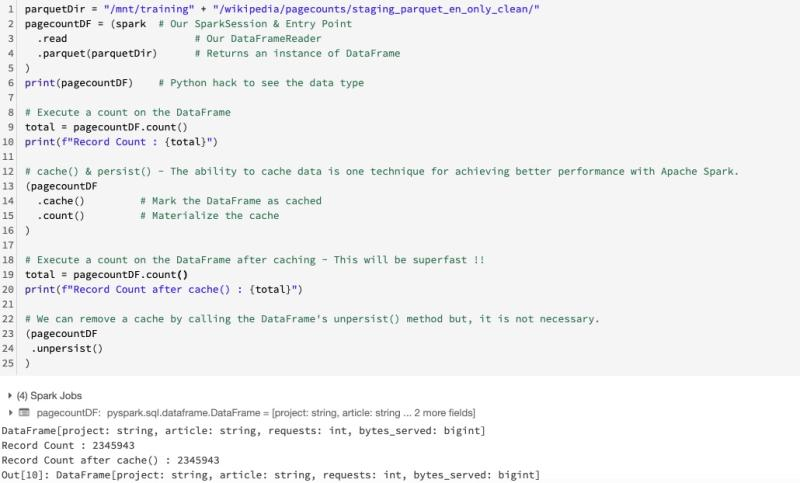 1 parquetDir = "/mnt/training" + "/wikipedia/pagecounts/staging_parquet_en_only_clean/"
2 pagecountDF = (spark  # Our SparkSession & Entry Point
3   .read                # Our DataFrameReader
4   .parquet(parquetDir)  # Returns an instance of DataFrame
5 )
6 print(pagecountDF)    # Python hack to see the data type
7
8 # Execute a count on the DataFrame
9 total = pagecountDF.count()
10 print(f"Record Count : {total}")
11
12 # cache() & persist() - The ability to cache data is one technique for achieving better performance with Apache Spark.
13 (pagecountDF
14   .cache()         # Mark the DataFrame as cached
15   .count()         # Materialize the cache
16 )
17
18 # Execute a count on the DataFrame after caching - This will be superfast !!
19 total = pagecountDF.count()
20 print(f"Record Count after cache() : {total}")
21
22 # We can remove a cache by calling the DataFrame's unpersist() method but, it is not necessary.
23 (pagecountDF
24  .unpersist()
25 )
(4) Spark Jobs
pagecountDF: pyspark.sql.dataframe.DataFrame = [project: string, article: string ... 2 more fields]
DataFrame[project: string, article: string, requests: int, bytes_served: bigint]
Record Count : 2345943
Record Count after cache() : 2345943
Out[10]: DataFrame[project: string, article: string, requests: int, bytes_served: bigint]